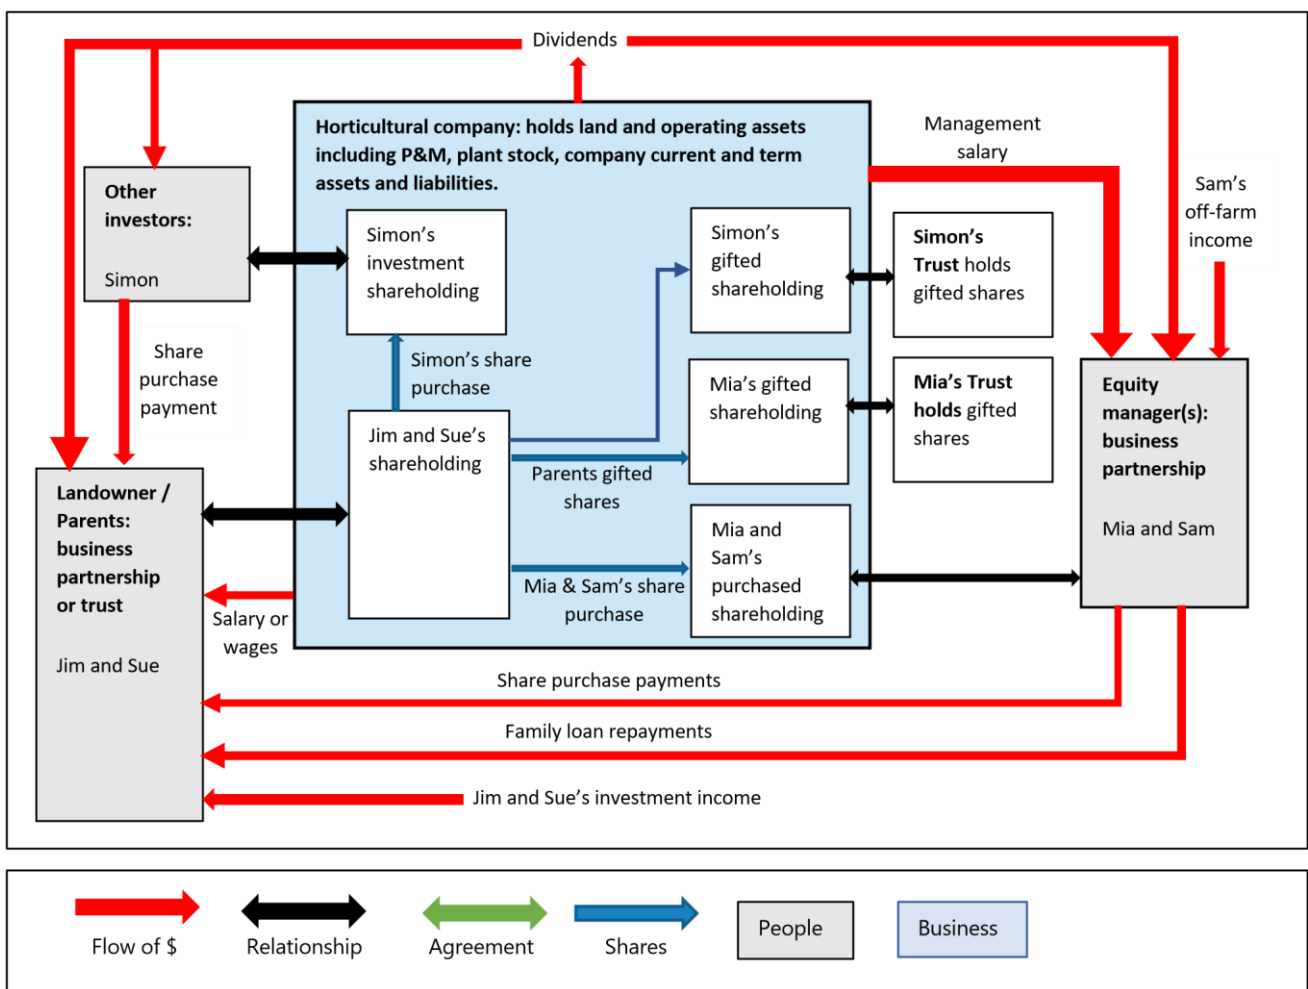 Dividends
Horticultural company: holds land and operating assets
including P&M, plant stock, company current and term
assets and liabilities.
Management
salary
Sam's
off-farm
income
Other
investors:
Simon
Simon's
investment
shareholding
Simon's
gifted
shareholding
Simon's
Trust holds
gifted shares
Share
purchase
payment
Simon's share
purchase
Mia's gifted
shareholding
Mia's Trust
holds gifted
shares
Equity
manager(s):
business
partnership
Mia and Sam
Jim and Sue's
shareholding
Parents gifted
shares
Landowner /
Parents:
business
partnership
or trust
Jim and Sue
Mia and
Sam's
purchased
shareholding
Mia & Sam's share
purchase
Salary or
wages
Share purchase payments
Family loan repayments
Jim and Sue's investment income
Flow of $
Relationship
Agreement
Shares
People
Business